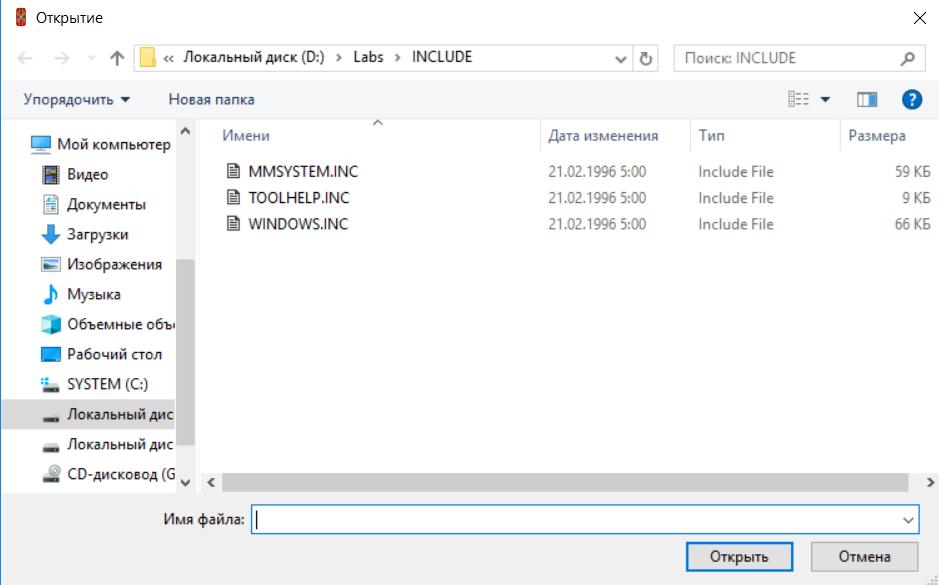 Открытие
« Локальный диск (D:) › Labs › INCLUDE
Поиск: INCLUDE
Упорядочить Новая папка
Имени Дата изменения Тип Размера
MMSYSTEM.INC 21.02.1996 5:00 Include File 59 КБ
TOOLHELP.INC 21.02.1996 5:00 Include File 9 КБ
WINDOWS.INC 21.02.1996 5:00 Include File 66 КБ
Мой компьютер
Видео
Документы
Загрузки
Изображения
Музыка
Объемные объ
Рабочий стол
SYSTEM (C:)
Локальный дис
Локальный дис
CD-дисковод (G
Имя файла:
Открыть Отмена